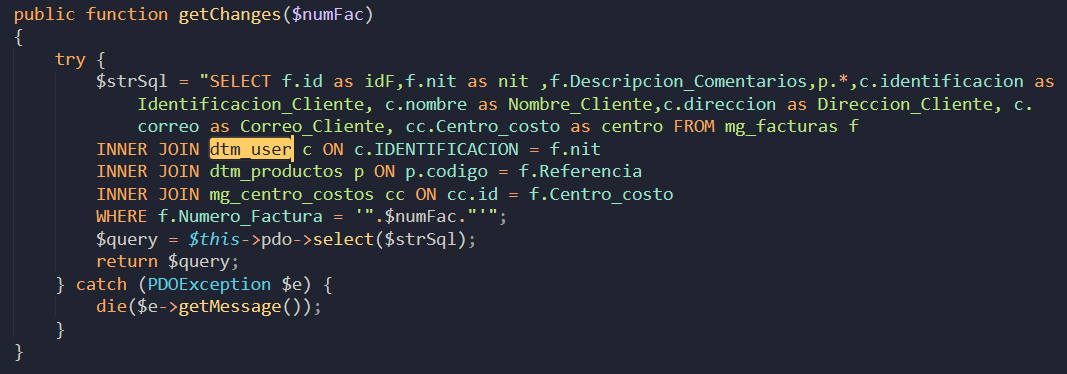 public function getChanges($numFac)
{
try {
$strSql = "SELECT f.id as idF,f.nit as nit ,f.Descripcion_Comentarios,p.*,c.identificacion as
Identificacion_Cliente, c.nombre as Nombre_Cliente,c.direccion as Direccion_Cliente, c.
correo as Correo_Cliente, cc.Centro_costo as centro FROM mg_facturas f
INNER JOIN dtm_user c ON c.IDENTIFICACION = f.nit
INNER JOIN dtm_productos p ON p.codigo = f.Referencia
INNER JOIN mg_centro_costos cc ON cc.id = f.Centro_costo
WHERE f.Numero_Factura = '".$numFac."'";
$query = $this->pdo->select($strSql);
return $query;
} catch (PDOException $e) {
die($e->getMessage());
}
}